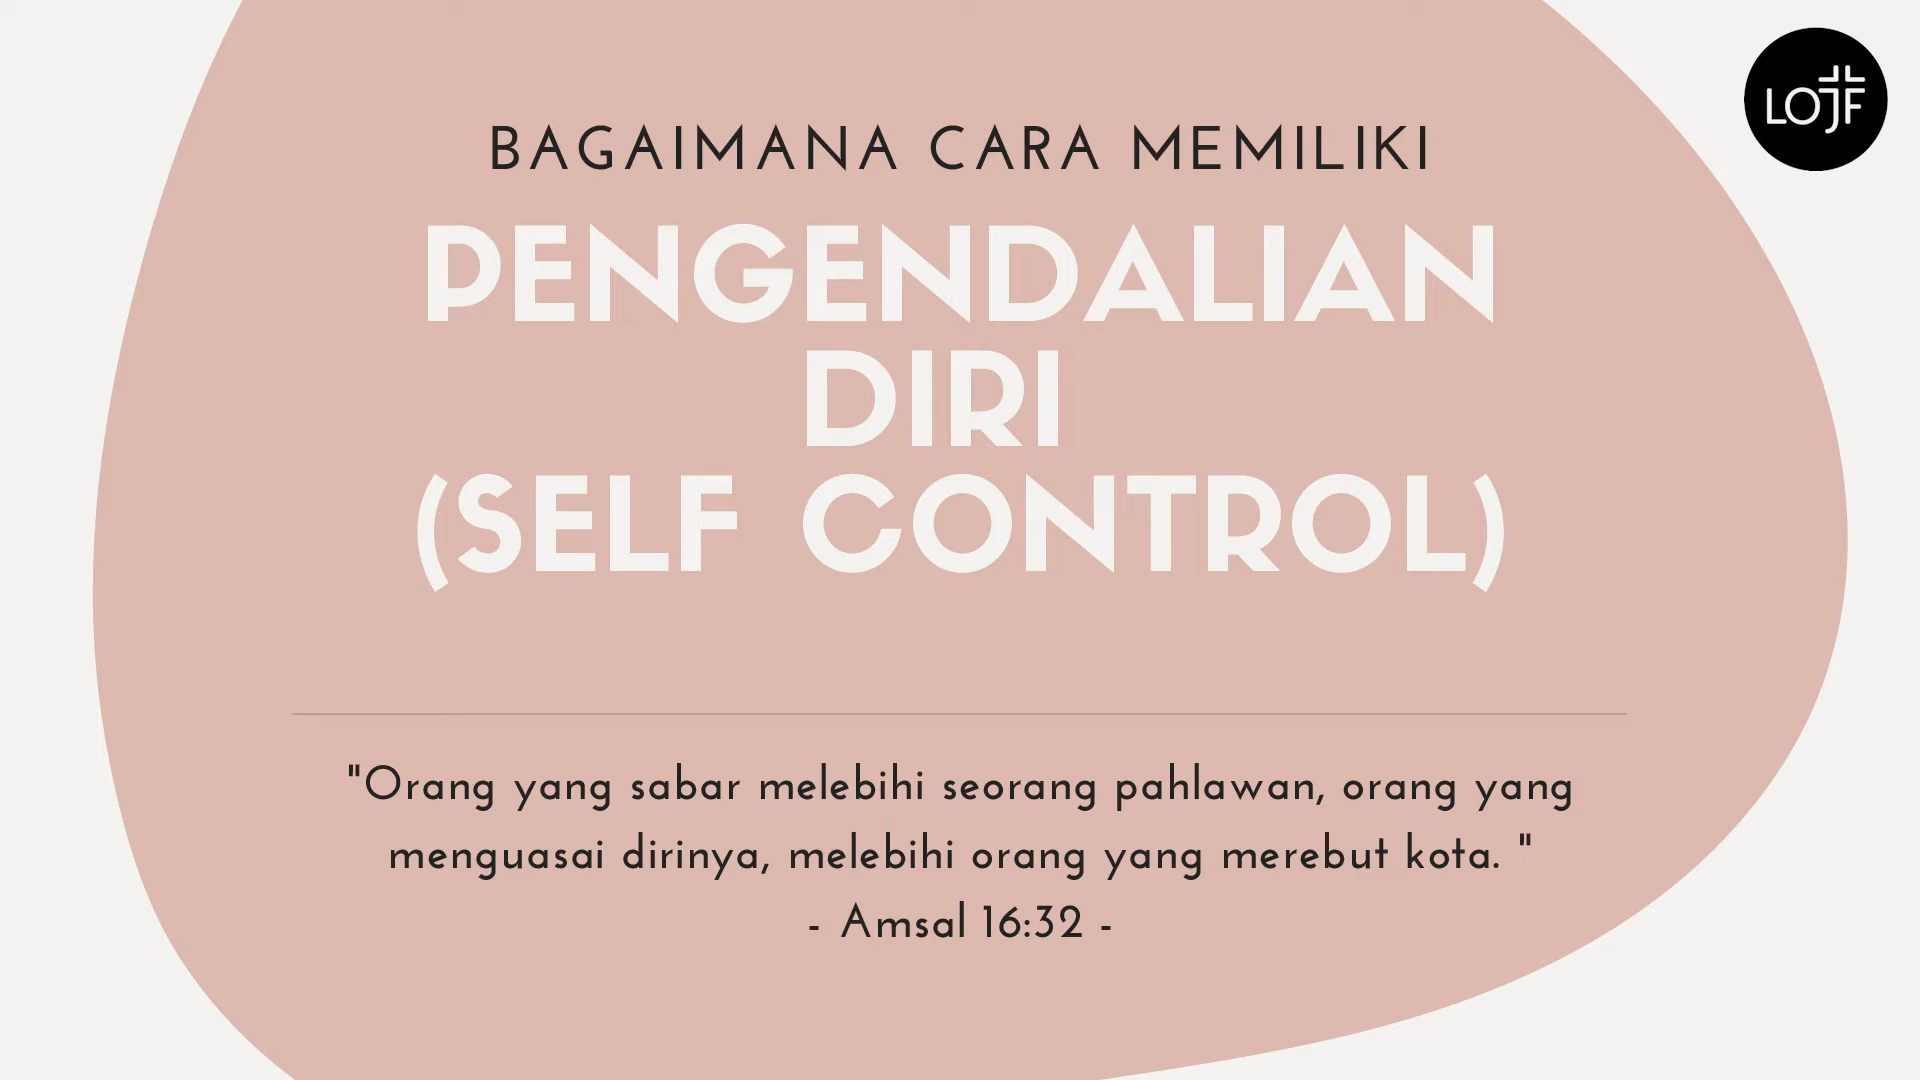 LOJF
BAGAIMANA CARA MEMILIKI
PENGENDALIAN
DIRI
(SELF CONTROL)
"Orang yang sabar melebihi seorang pahlawan, orang yang
menguasai dirinya, melebihi orang yang merebut kota. "
- Amsal 16:32 -